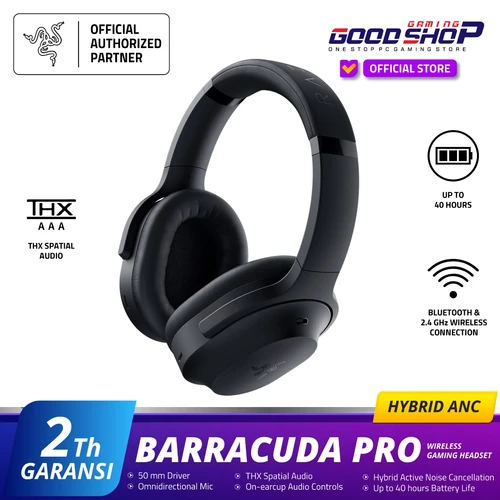 OFFICIAL
AUTHORIZED
PARTNER
GAMING
GOODSHOP
ONE STOP PC GAMING STORE
OFFICIAL STORE
THX
AAA
THX SPATIAL
AUDIO
UP TO
40 HOURS
BLUETOOTH &
2.4 GHz WIRELESS
CONNECTION
HYBRID ANC
2Th
GARANSI
BARRACUDA PRO
WIRELESS
GAMING HEADSET
• 50 mm Driver
• Omnidirectional Mic
• THX Spatial Audio
• On-earcup Audio Controls
• Hybrid Active Noise Cancellation
• Up to 40 hours Battery Life